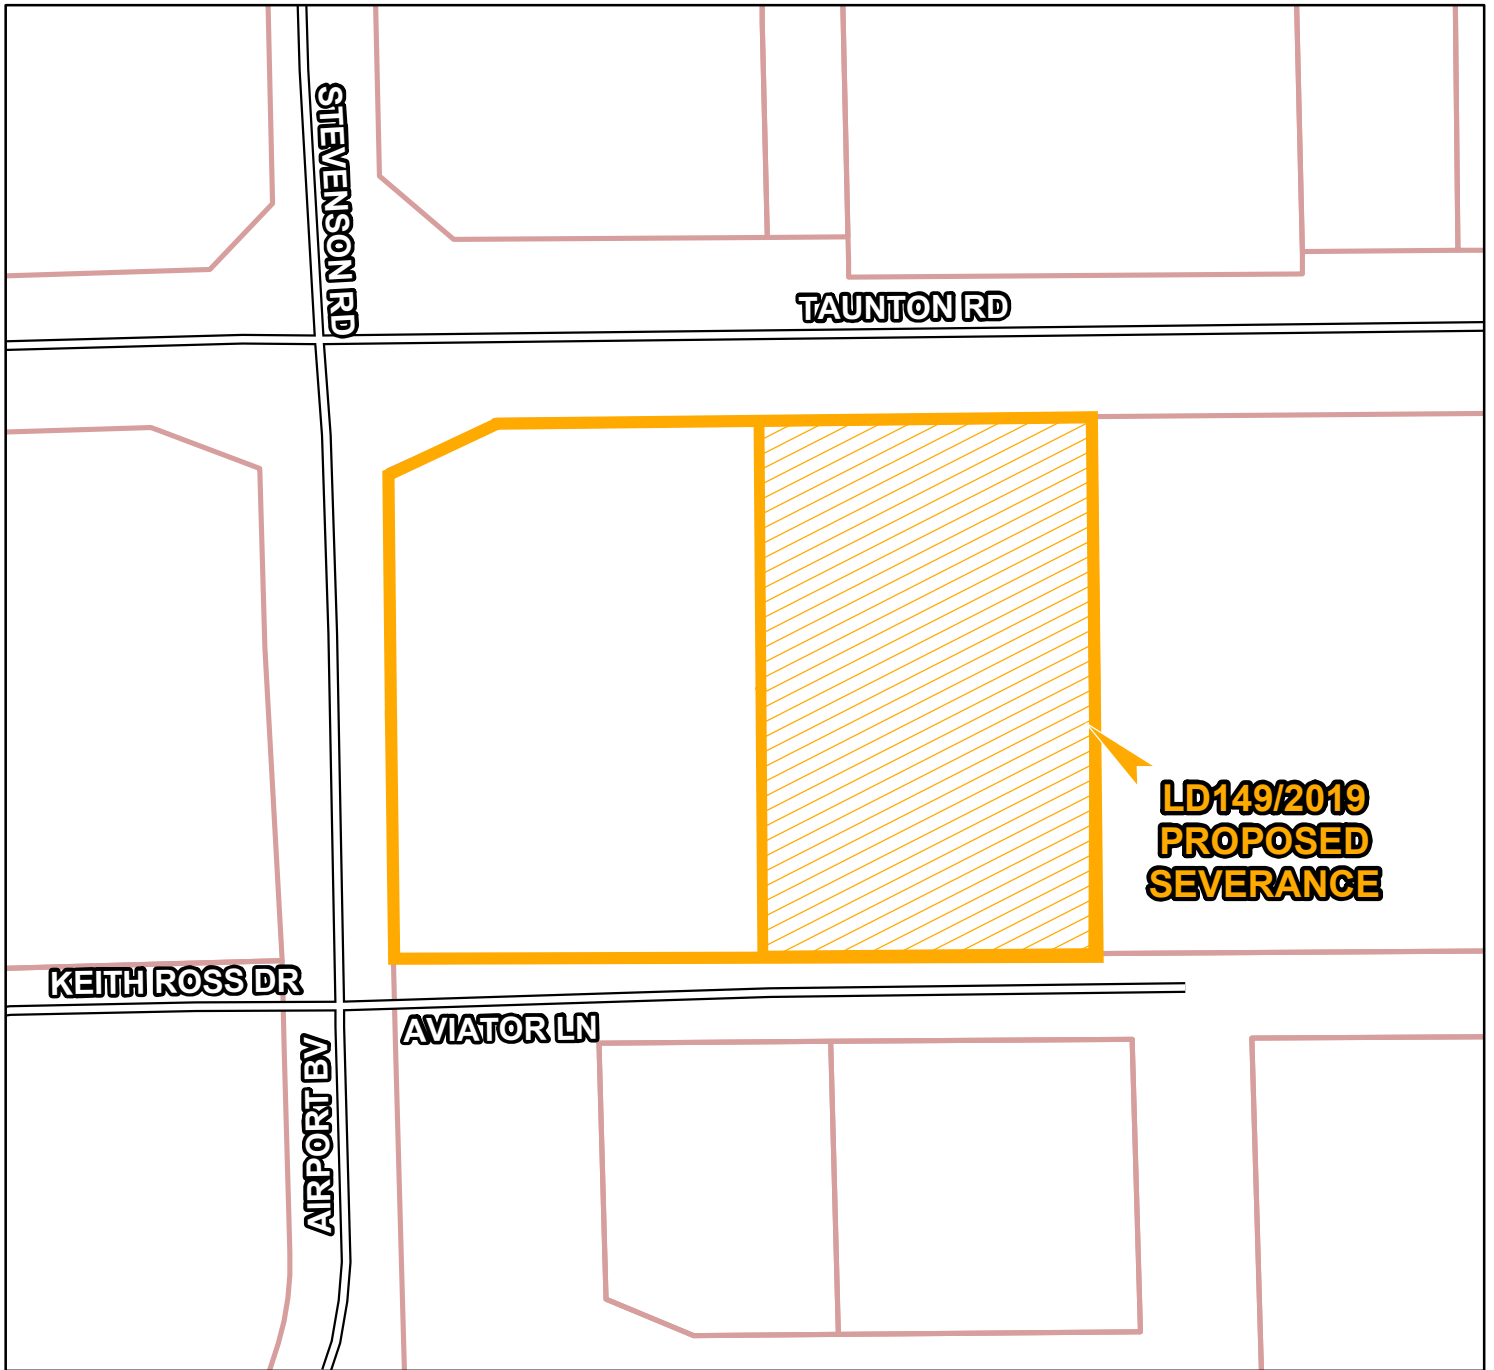 STEVENSON RD
TAUNTON RD
LD149/2019
PROPOSED
SEVERANCE
KEITH ROSS DR
AVIATOR LN
AIRPORT BV